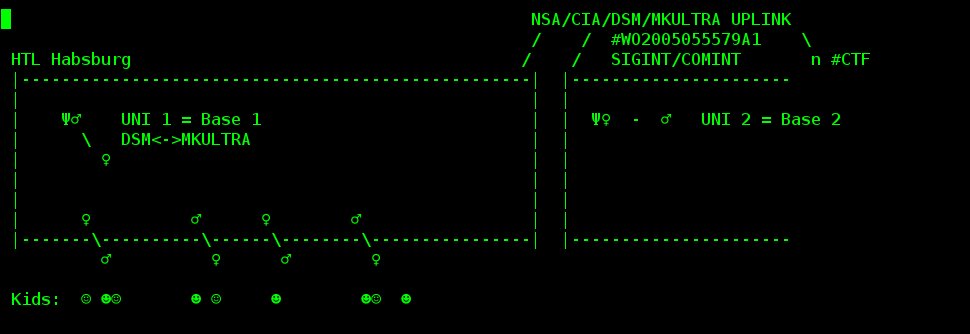 NSA/CIA/DSM/MKULTRA UPLINK
/ / #WO2005055579A1 \
HTL Habsburg / / SIGINT/COMINT n #CTF
|---------------------------------------------------| |----------------------
Ψ♂ UNI 1 = Base 1 | | Ψ♀ - ♂ UNI 2 = Base 2
\ DSM<->MKULTRA
♀
♀ ♂ ♀ ♂
|-------\----------\------\--------\----------------| |----------------------
♂ ♀ ♂ ♀
Kids: ☺ ☻☺ ☻ ☺ ☻ ☻☺ ☻